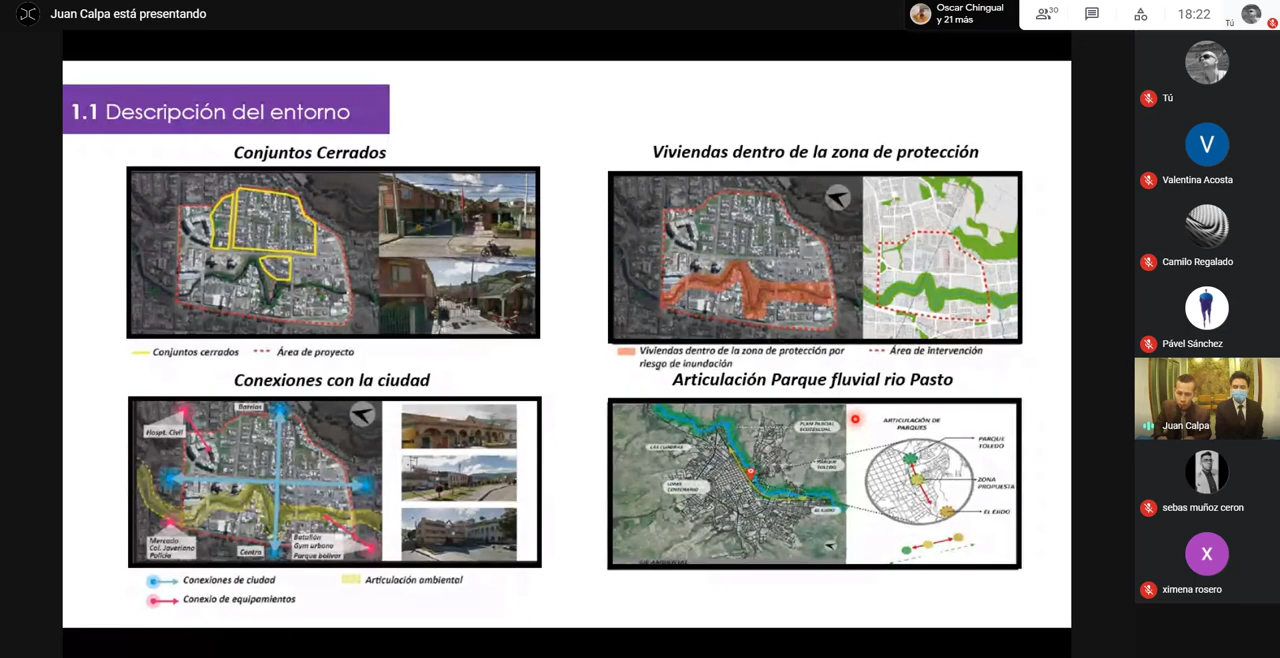 Juan Calpa está presentando
Oscar Chingual
y 21 más
30
18:22
Tú
1.1 Descripción del entorno
Conjuntos Cerrados
Conjuntos cerrados
Área de proyecto
Viviendas dentro de la zona de protección
Viviendas dentro de la zona de protección por
riesgo de inundación
Área de intervención
Conexiones con la ciudad
Barrios
Hospt. Civil
Mercado
Col. Javeriano
Policia
Centro
Batallón
Gym urbano
Parque bolívar
Conexiones de ciudad
Articulación ambiental
Conexio de equipamientos
Articulación Parque fluvial rio Pasto
LAS CUADRAS
PARQUE
TOLEDO
EL EJIDO
ARTICULACIÓN DE
PARQUES
PARQUE
TOLEDO
ZONA
PROPUESTA
EL EJIDO
Tú
V
Valentina Acosta
Camilo Regalado
Pável Sánchez
Juan Calpa
sebas muñoz ceron
X
ximena rosero